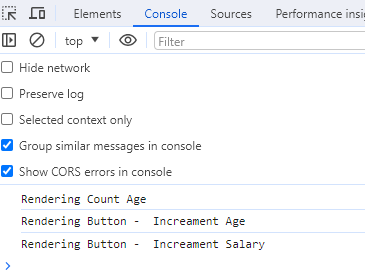 Elements Console Sources Performance insig
top ▼ Filter
Hide network
Preserve log
Selected context only
Group similar messages in console
Show CORS errors in console
Rendering Count Age
Rendering Button -  Increament Age
Rendering Button -  Increament Salary